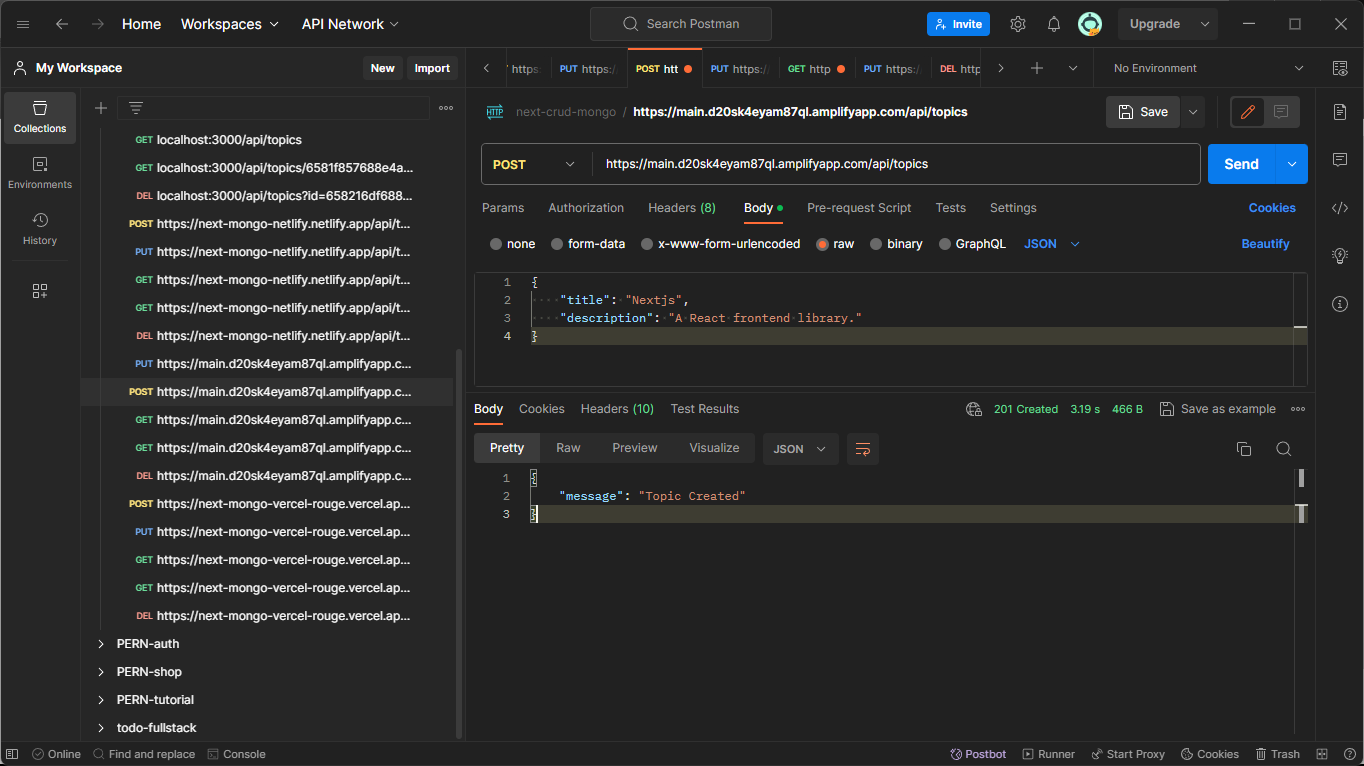 Home Workspaces API Network Search Postman Invite Upgrade
My Workspace New Import
https: PUT https:/ POST htt PUT https:/ GET http PUT https:/ DEL http No Environment
Collections
Environments
History
GET localhost:3000/api/topics
GET localhost:3000/api/topics/6581f857688e4a...
DEL localhost:3000/api/topics?id=658216df688...
POST https://next-mongo-netlify.netlify.app/api/t...
PUT https://next-mongo-netlify.netlify.app/api/t...
GET https://next-mongo-netlify.netlify.app/api/t...
GET https://next-mongo-netlify.netlify.app/api/t...
DEL https://next-mongo-netlify.netlify.app/api/t...
PUT https://main.d20sk4eyam87ql.amplifyapp.c...
POST https://main.d20sk4eyam87ql.amplifyapp.c...
GET https://main.d20sk4eyam87ql.amplifyapp.c...
GET https://main.d20sk4eyam87ql.amplifyapp.c...
DEL https://main.d20sk4eyam87ql.amplifyapp.c...
POST https://next-mongo-vercel-rouge.vercel.ap...
PUT https://next-mongo-vercel-rouge.vercel.ap...
GET https://next-mongo-vercel-rouge.vercel.ap...
GET https://next-mongo-vercel-rouge.vercel.ap...
DEL https://next-mongo-vercel-rouge.vercel.ap...
PERN-auth
PERN-shop
PERN-tutorial
todo-fullstack
HTTP next-crud-mongo / https://main.d20sk4eyam87ql.amplifyapp.com/api/topics Save
POST https://main.d20sk4eyam87ql.amplifyapp.com/api/topics Send
Params Authorization Headers (8) Body Pre-request Script Tests Settings Cookies
none form-data x-www-form-urlencoded raw binary GraphQL JSON Beautify
1 {
2 "title": "Nextjs",
3 "description": "A React frontend library."
4 }
Body Cookies Headers (10) Test Results 201 Created 3.19 s 466 B Save as example
Pretty Raw Preview Visualize JSON
1 {
2 "message": "Topic Created"
3 }
Online Find and replace Console Postbot Runner Start Proxy Cookies Trash